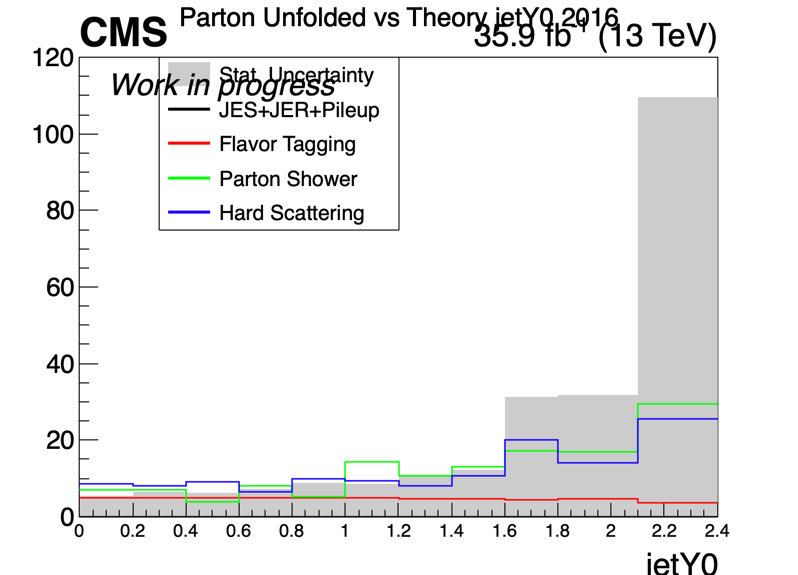 Parton Unfolded vs Theory jetY0 2016
CMS
35.9 fb-1 (13 TeV)
Work in progress
Stat. Uncertainty
JES+JER+Pileup
Flavor Tagging
Parton Shower
Hard Scattering
120
100
80
60
40
20
0
0 0.2 0.4 0.6 0.8 1 1.2 1.4 1.6 1.8 2 2.2 2.4
jetY0